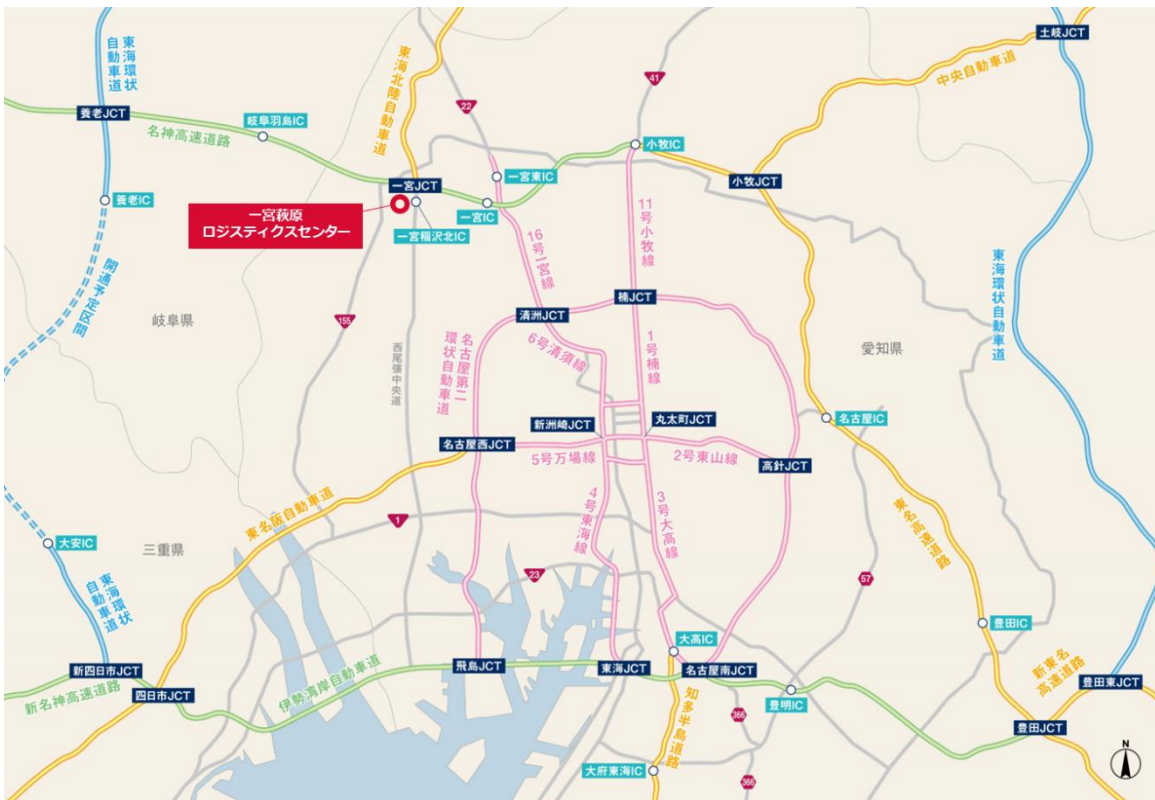 土岐JCT
東海環状
自動車道
東海北陸自動車道
中央自動車道
41
22
養老JCT
岐阜羽島IC
名神高速道路
小牧IC
一宮東IC
小牧JCT
一宮JCT
養老IC
一宮IC
一宮萩原
ロジスティクスセンター
一宮稲沢北IC
11号小牧線
16号一宮線
東海環状自動車道
開通予定区間
楠JCT
清洲JCT
岐阜県
155
西尾張中央道
名古屋第二
環状自動車道
6号清須線
1号楠線
愛知県
名古屋IC
新洲崎JCT
丸太町JCT
名古屋西JCT
5号万場線
2号東山線
高針JCT
東名阪自動車道
4号東海線
3号大高線
東名高速道路
1
大安IC
三重県
23
57
東海環状
自動車道
豊田IC
大高IC
新四日市JCT
飛島JCT
東海JCT
名古屋南JCT
新東名
高速道路
豊田東JCT
新名神高速道路
四日市JCT
伊勢湾岸自動車道
知多半島道路
豊明IC
366
豊田JCT
大府東海IC
366
N